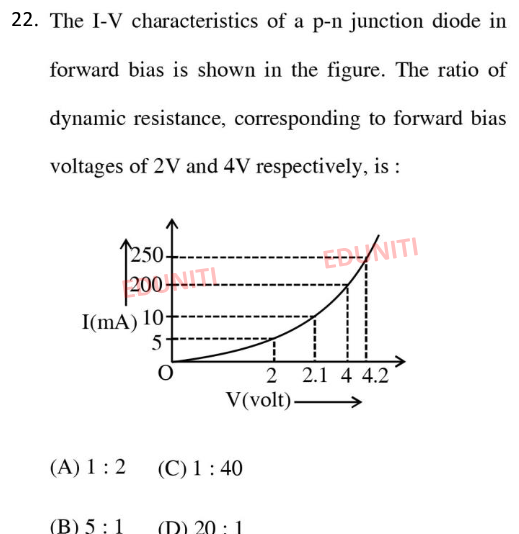 22. The I-V characteristics of a p-n junction diode in
forward bias is shown in the figure. The ratio of
dynamic resistance, corresponding to forward bias
voltages of 2V and 4V respectively, is :
250
EDUNITI
200
EDUNITI
I(mA) 10
5
O 2 2.1 4 4.2
V(volt)
(A) 1 : 2 (C) 1 : 40
(B) 5 : 1 (D) 20 : 1